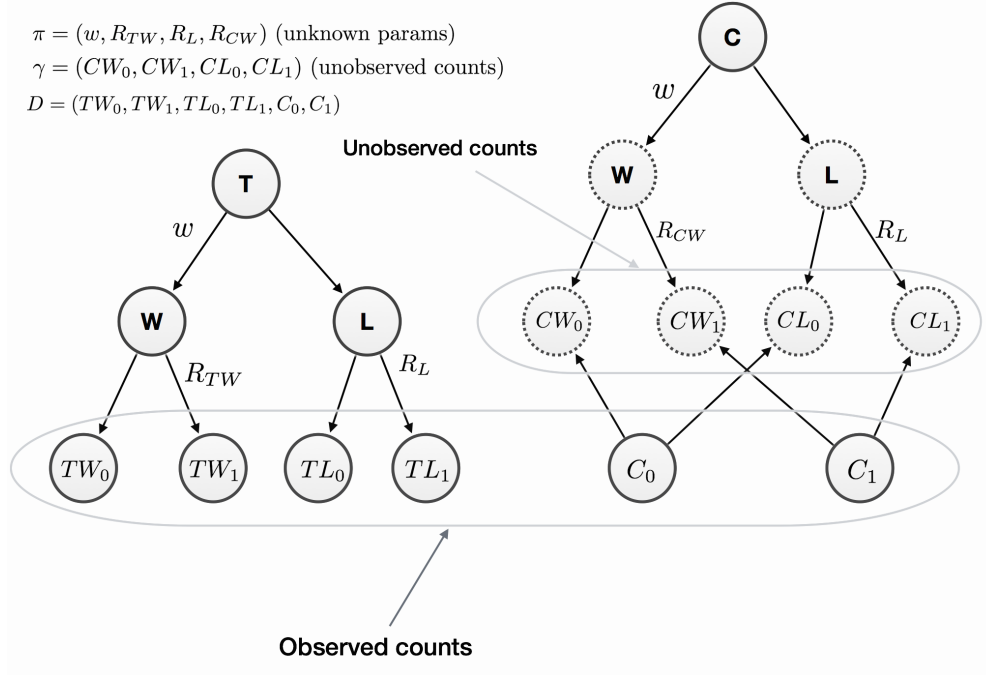 π = (w, R_TW, R_L, R_CW) (unknown params)
γ = (CW_0, CW_1, CL_0, CL_1) (unobserved counts)
D = (TW_0, TW_1, TL_0, TL_1, C_0, C_1)
C
w
Unobserved counts
W
L
R_CW
R_L
T
w
CW_0
CW_1
CL_0
CL_1
W
L
R_TW
R_L
TW_0
TW_1
TL_0
TL_1
C_0
C_1
Observed counts